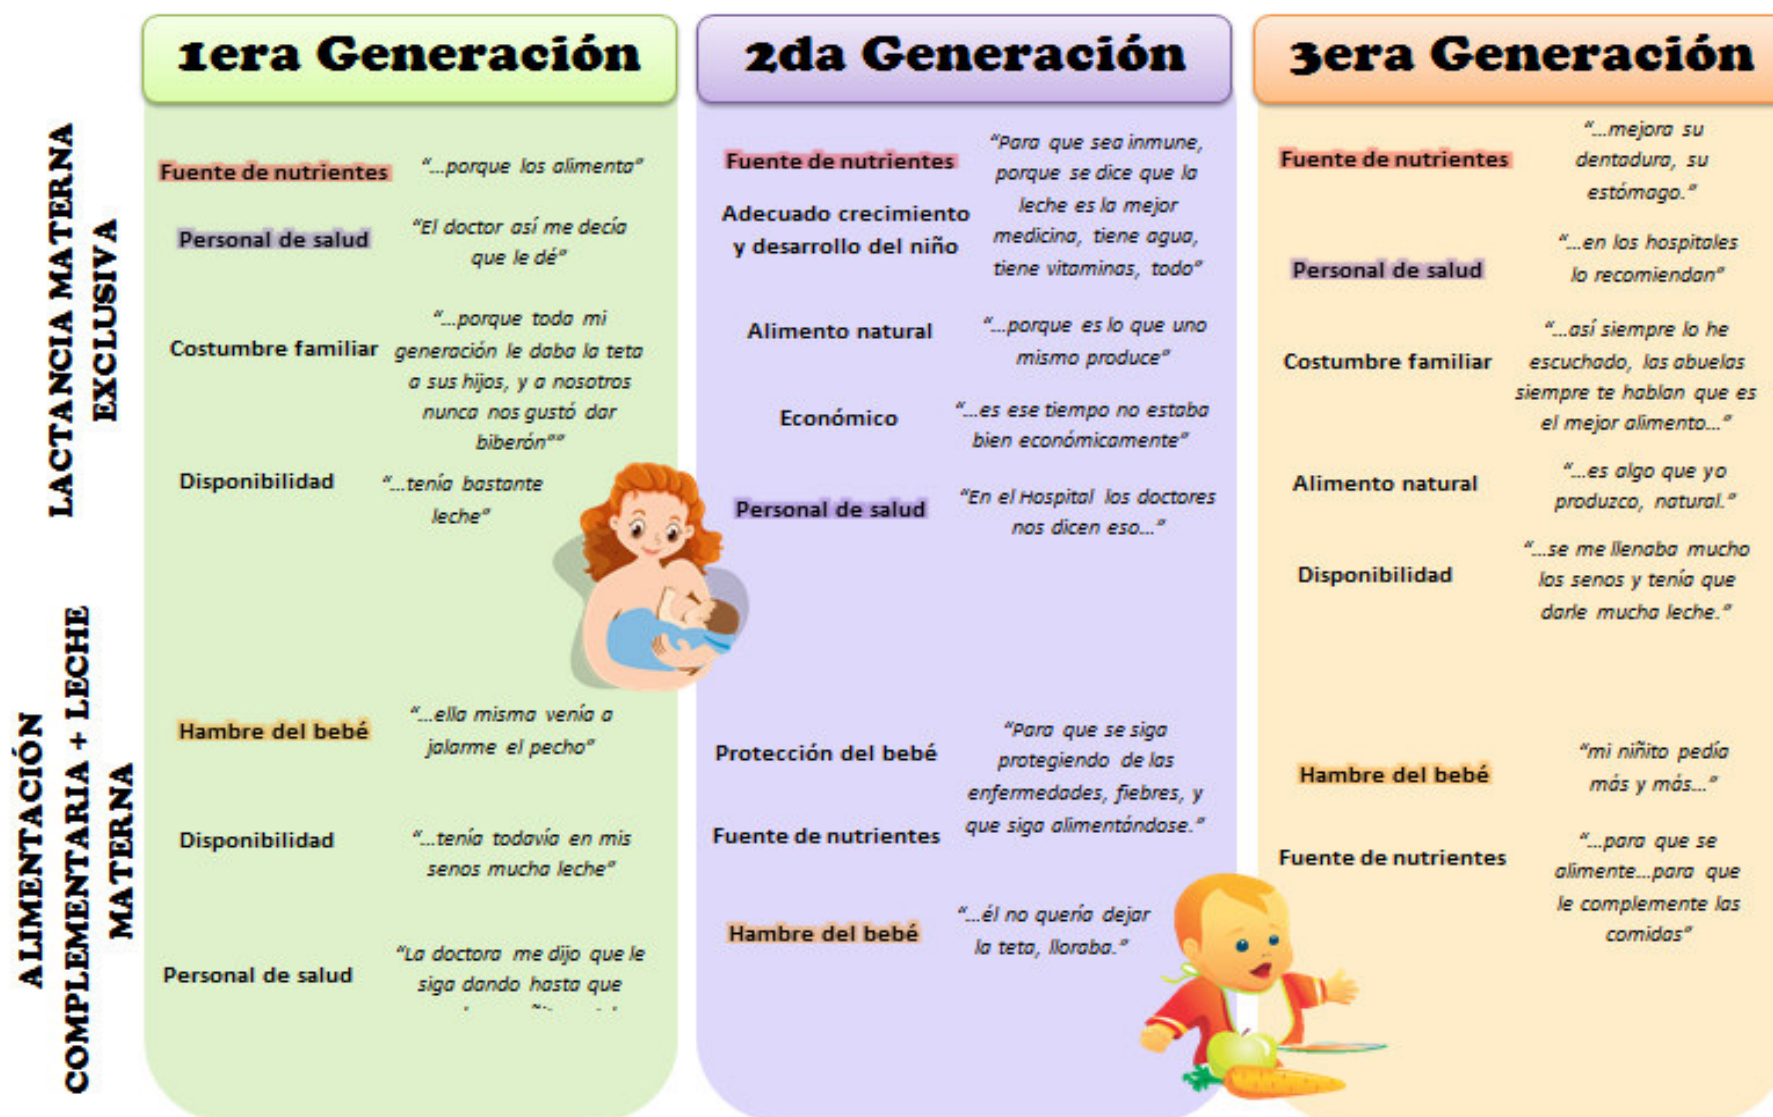 1era Generación
2da Generación
3era Generación
LACTANCIA MATERNA
EXCLUSIVA
Fuente de nutrientes
"...porque los alimenta"
Personal de salud
"El doctor así me decía
que le dé"
Costumbre familiar
"...porque toda mi
generación le daba la teta
a sus hijos, y a nosotros
nunca nos gustó dar
biberón""
Disponibilidad
"...tenía bastante
leche"
Fuente de nutrientes
Adecuado crecimiento
y desarrollo del niño
"Para que sea inmune,
porque se dice que la
leche es la mejor
medicina, tiene agua,
tiene vitaminas, todo"
Alimento natural
"...porque es lo que uno
mismo produce"
Económico
"...es ese tiempo no estaba
bien económicamente"
Personal de salud
"En el Hospital los doctores
nos dicen eso..."
Fuente de nutrientes
"...mejora su
dentadura, su
estómago."
Personal de salud
"...en los hospitales
lo recomiendan"
Costumbre familiar
"...así siempre lo he
escuchado, las abuelas
siempre te hablan que es
el mejor alimento..."
Alimento natural
"...es algo que yo
produzco, natural."
Disponibilidad
"...se me llenaba mucho
los senos y tenía que
darle mucha leche."
ALIMENTACIÓN
COMPLEMENTARIA + LECHE
MATERNA
Hambre del bebé
"...ella misma venía a
jalarme el pecho"
Disponibilidad
"...tenía todavía en mis
senos mucha leche"
Personal de salud
"La doctora me dijo que le
siga dando hasta que
Protección del bebé
Fuente de nutrientes
"Para que se siga
protegiendo de las
enfermedades, fiebres, y
que siga alimentándose."
Hambre del bebé
"...él no quería dejar
la teta, lloraba."
Hambre del bebé
"mi niñito pedía
más y más..."
Fuente de nutrientes
"...para que se
alimente...para que
le complemente las
comidas"